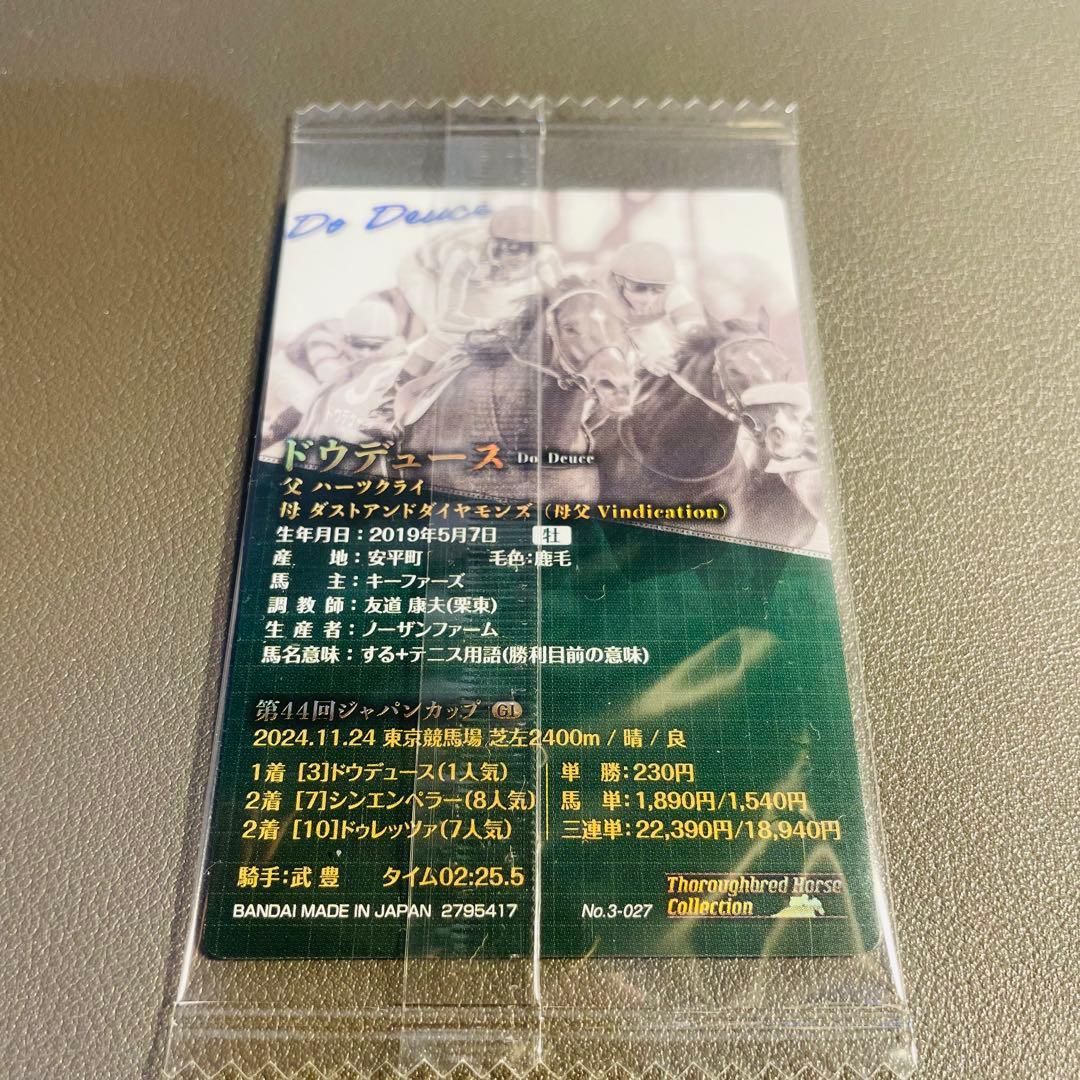 Do Deuce
ドウデュース Do Deuce
父 ハーツクライ
母 ダストアンドダイヤモンズ (母父 Vindication)
生年月日:2019年5月7日 牡
産 地:安平町 毛色:鹿毛
馬 主:キーファーズ
調教師:友道 康夫(栗東)
生産者:ノーザンファーム
馬名意味:する+テニス用語(勝利目前の意味)
第44回ジャパンカップ G1
2024.11.24 東京競馬場 芝左2400m / 晴 / 良
1着 [3]ドウデュース(1人気) 単 勝:230円
2着 [7]シンエンペラー(8人気) 馬 単:1,890円/1,540円
2着 [10]ドゥレッツァ(7人気) 三連単:22,390円/18,940円
騎手:武 豊 タイム02:25.5
BANDAI MADE IN JAPAN 2795417 No.3-027
Thoroughbred Horse
Collection